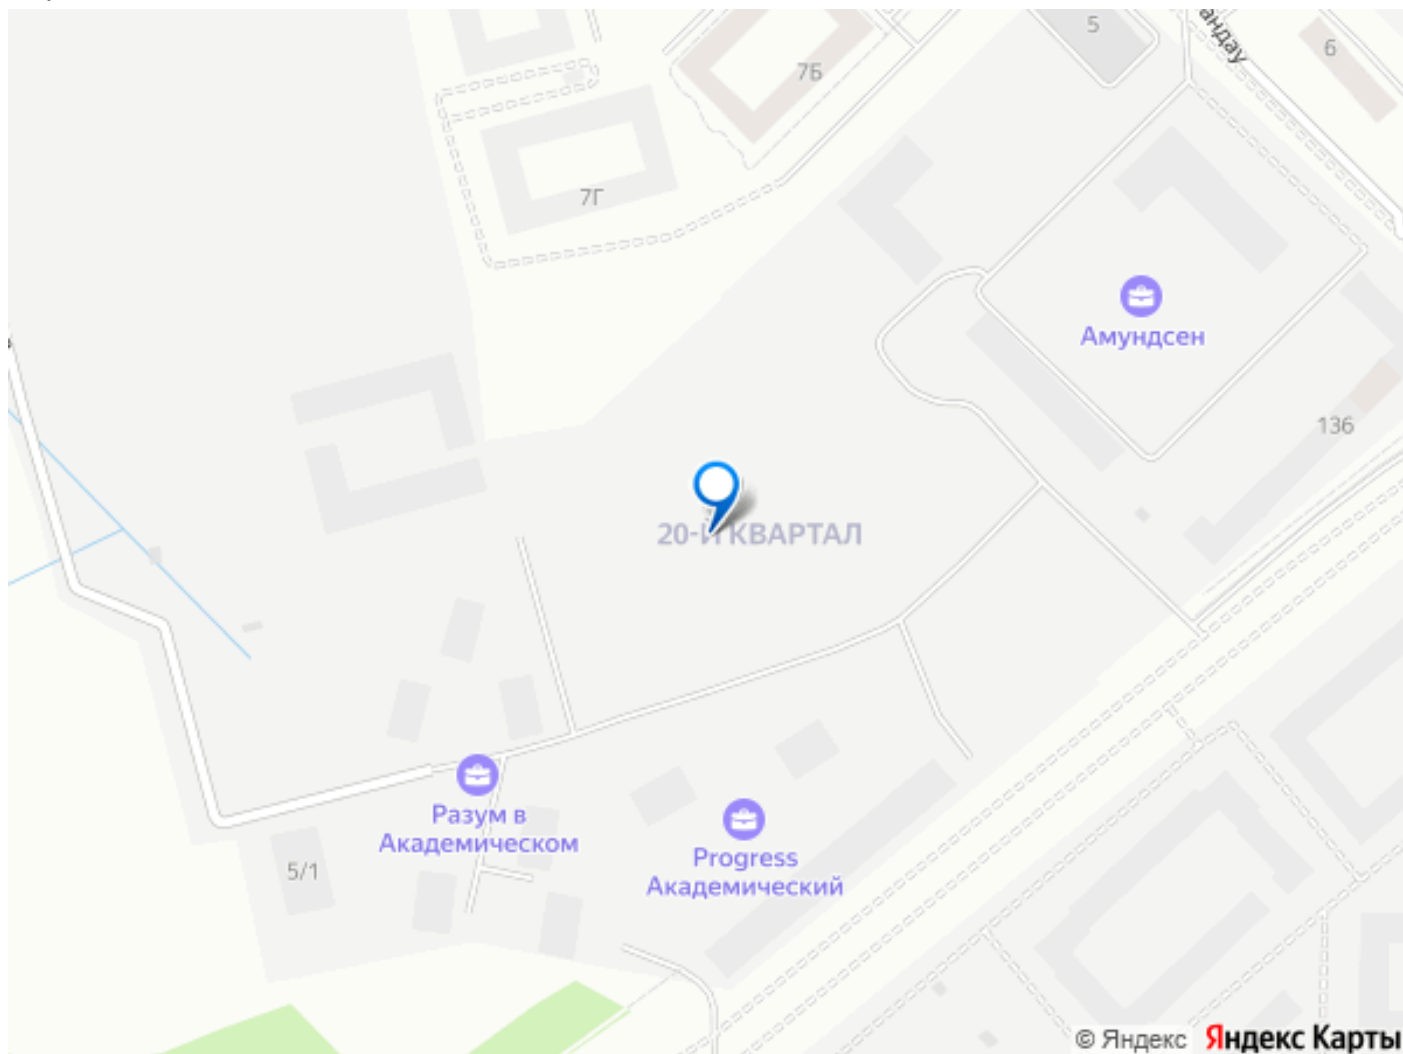 5
6
7Б
7Г
Амундсен
136
20-Й КВАРТАЛ
Разум в
Академическом
5/1
Progress
Академический
© Яндекс Яндекс Карты